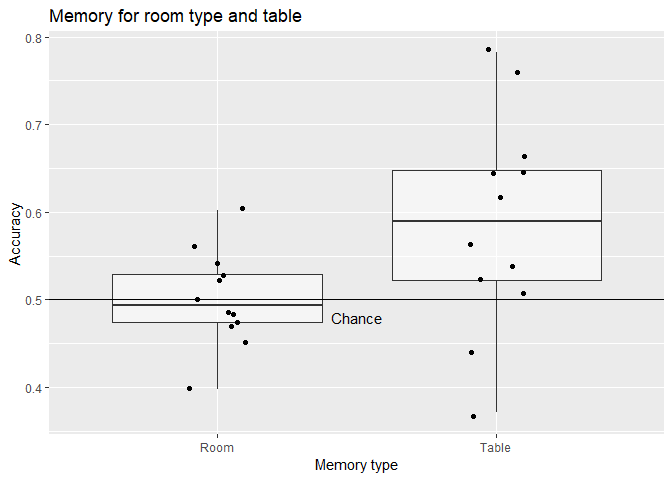 Memory for room type and table
0.8
0.7
0.6
0.5
0.4
Accuracy
Chance
Room
Table
Memory type